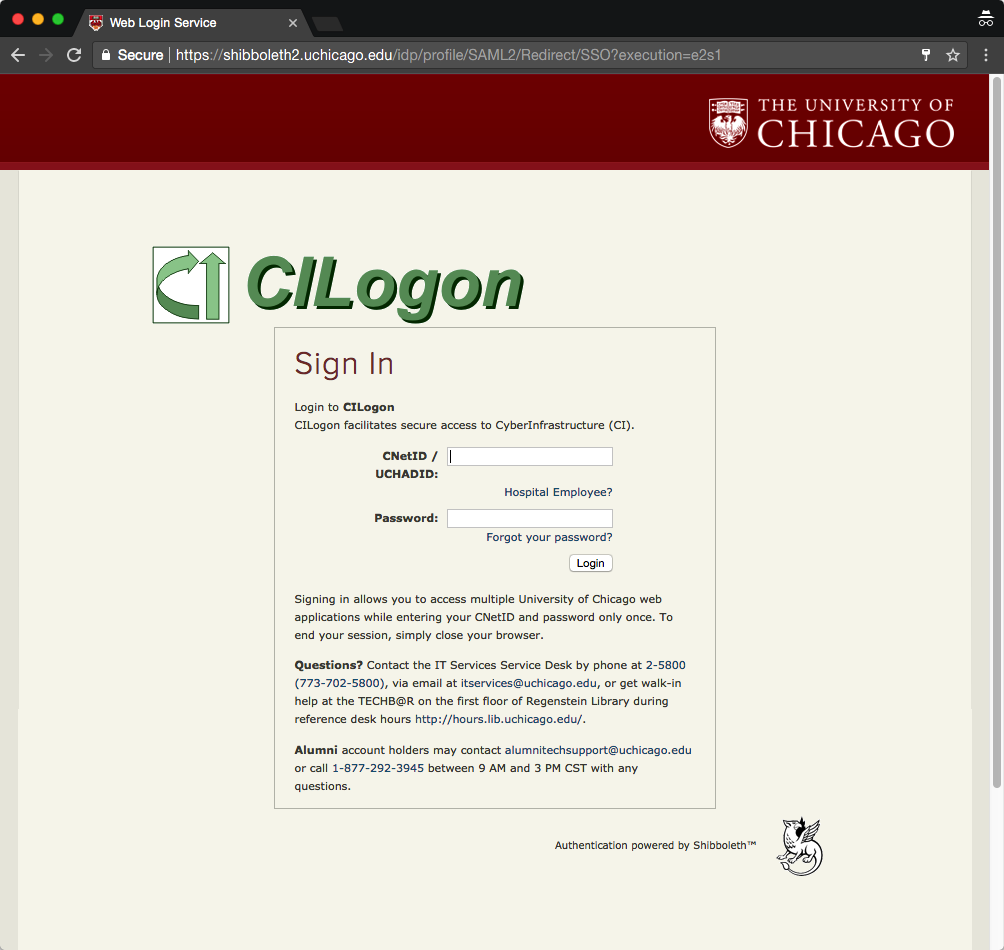 Web Login Service
Secure
https://shibboleth2.uchicago.edu/idp/profile/SAML2/Redirect/SSO?execution=e2s1
THE UNIVERSITY OF
CHICAGO
CI
CILogon
Sign In
Login to CILogon
CILogon facilitates secure access to CyberInfrastructure (CI).
CNetID /
UCHADID:
Hospital Employee?
Password:
Forgot your password?
Login
Signing in allows you to access multiple University of Chicago web
applications while entering your CNetID and password only once. To
end your session, simply close your browser.
Questions? Contact the IT Services Service Desk by phone at 2-5800
(773-702-5800), via email at itservices@uchicago.edu, or get walk-in
help at the TECHB@R on the first floor of Regenstein Library during
reference desk hours http://hours.lib.uchicago.edu/.
Alumni account holders may contact alumnitechsupport@uchicago.edu
or call 1-877-292-3945 between 9 AM and 3 PM CST with any
questions.
Authentication powered by Shibboleth™